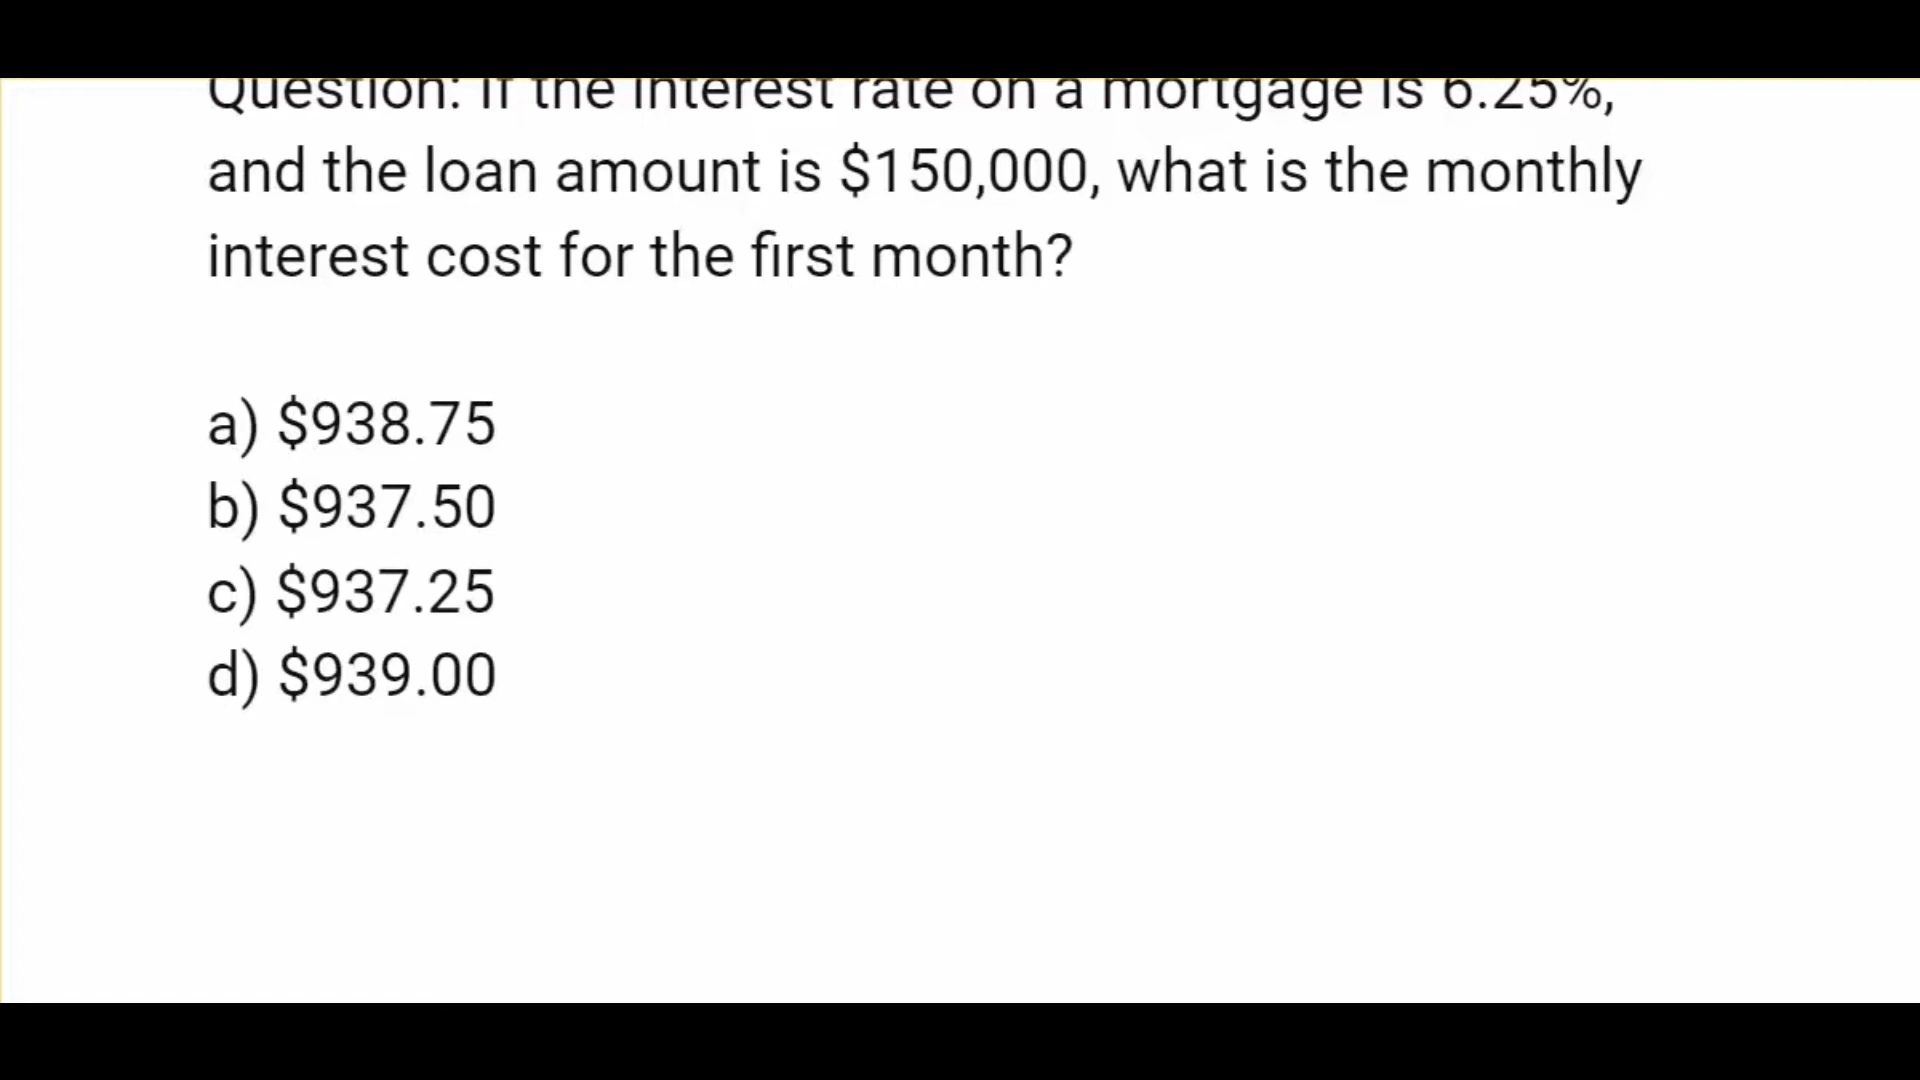 Question: If the interest rate on a mortgage is 6.25%,
and the loan amount is $150,000, what is the monthly
interest cost for the first month?
a) $938.75
b) $937.50
c) $937.25
d) $939.00